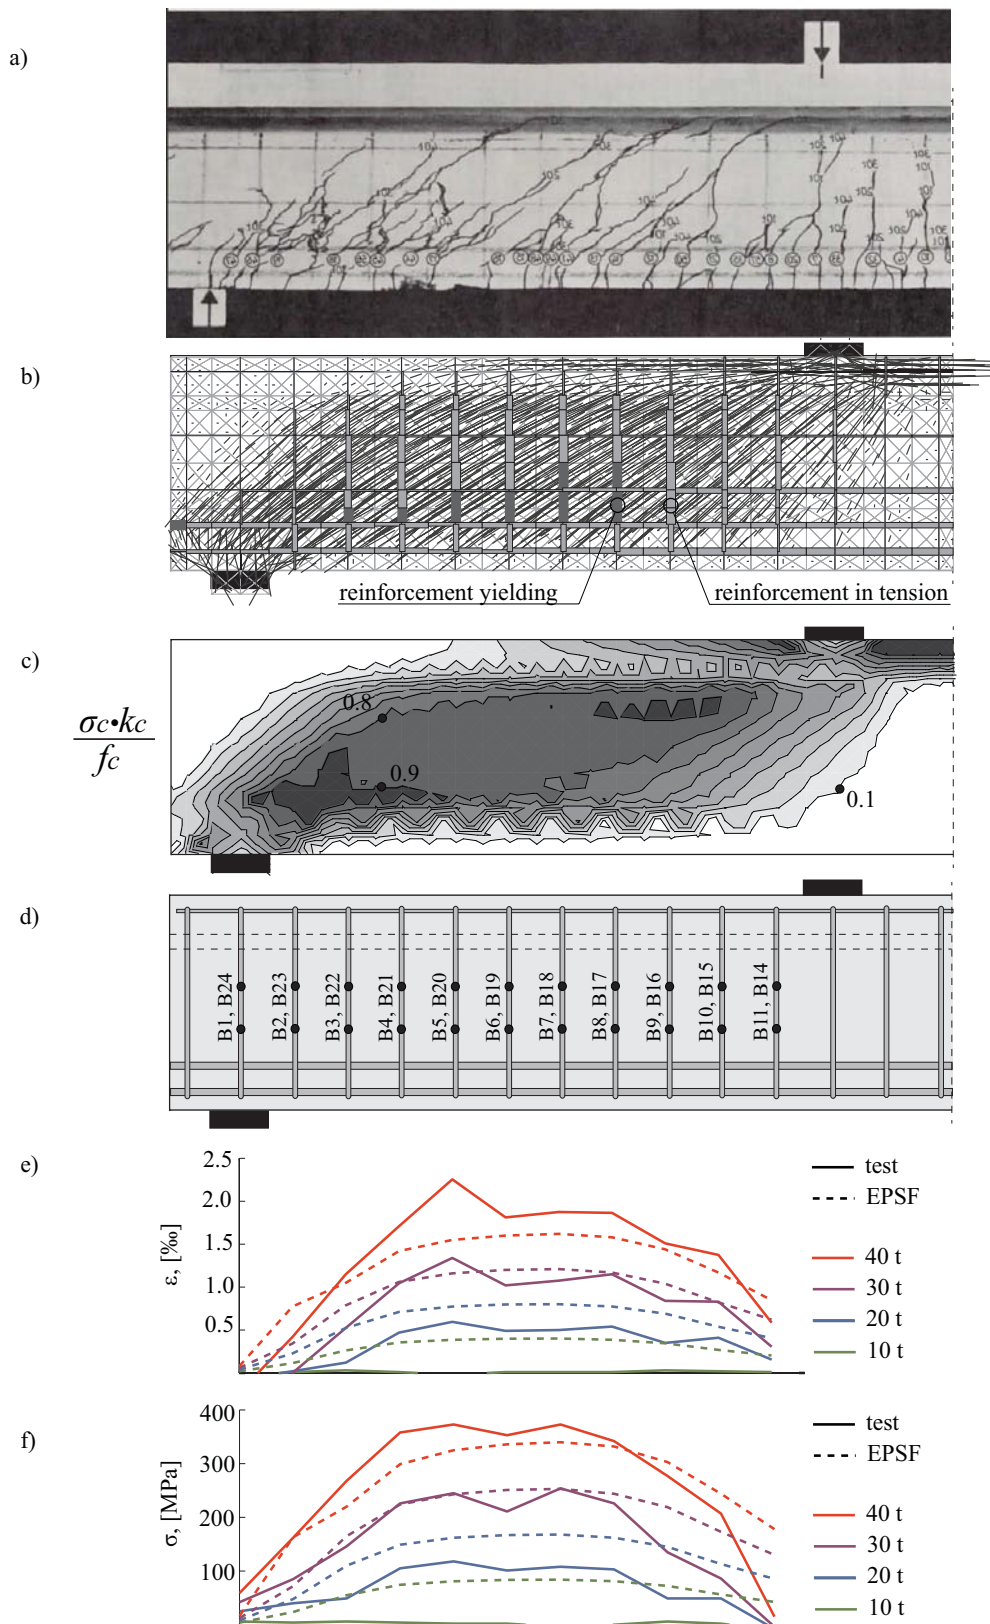 a)
b)
reinforcement yielding
reinforcement in tension
c)
σc•kc
fc
0.8
0.9
0.1
d)
B1, B24
B2, B23
B3, B22
B4, B21
B5, B20
B6, B19
B7, B18
B8, B17
B9, B16
B10, B15
B11, B14
e)
ε, [‰]
2.5
2.0
1.5
1.0
0.5
test
EPSF
40 t
30 t
20 t
10 t
f)
σ, [MPa]
400
300
200
100
test
EPSF
40 t
30 t
20 t
10 t